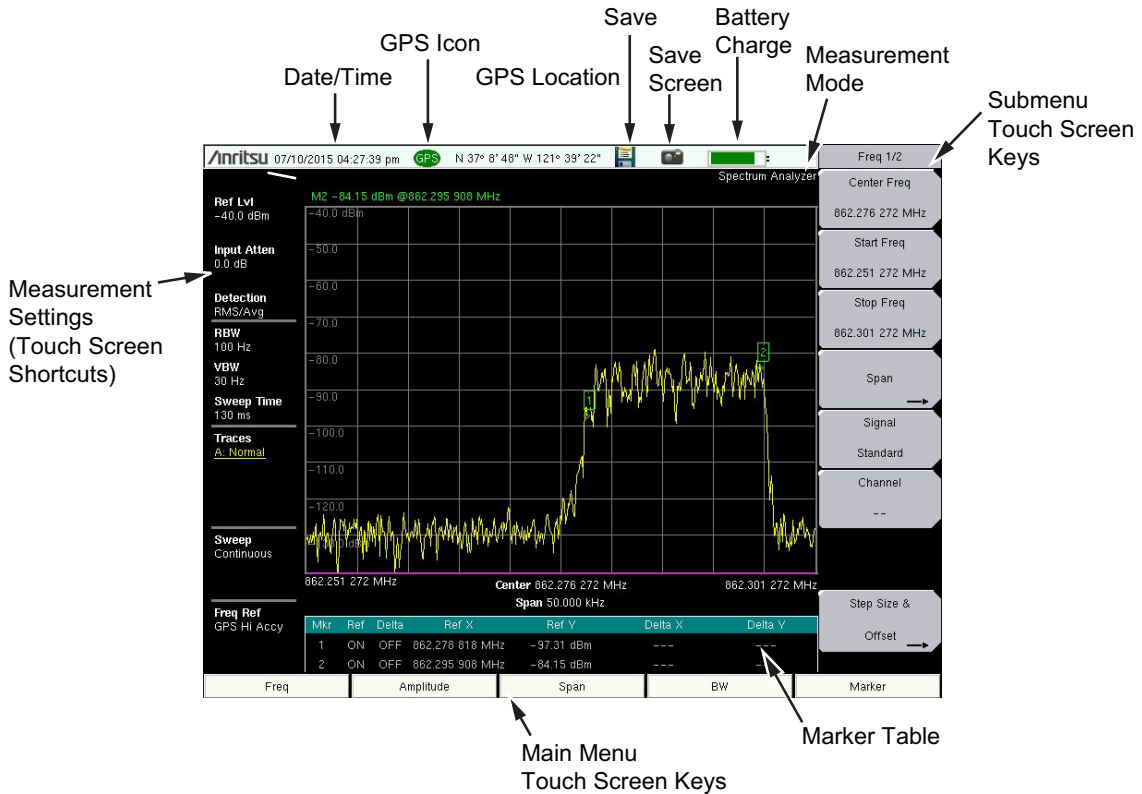 Save
Battery
Charge
GPS Icon
Save
Screen
Measurement
Mode
Date/Time
GPS Location
Submenu
Touch Screen
Keys
Anritsu 07/10/2015 04:27:39 pm GPS N 37° 8' 48" W 121° 39' 22"
Freq 1/2
Spectrum Analyzer
Center Freq
862.276 272 MHz
Start Freq
862.251 272 MHz
Stop Freq
862.301 272 MHz
Span
Signal
Standard
Channel
--
Step Size &
Offset
Measurement
Settings
(Touch Screen
Shortcuts)
Ref Lvl
-40.0 dBm
Input Atten
0.0 dB
Detection
RMS/Avg
RBW
100 Hz
VBW
30 Hz
Sweep Time
130 ms
Traces
A: Normal
Sweep
Continuous
Freq Ref
GPS Hi Accy
M2 -84.15 dBm @862.295 908 MHz
-40.0 dBm
-50.0
-60.0
-70.0
-80.0
-90.0
-100.0
-110.0
-120.0
1
2
862.251 272 MHz Center 862.276 272 MHz 862.301 272 MHz
Span 50.000 kHz
Mkr Ref Delta Ref X Ref Y Delta X Delta Y
1 ON OFF 862.278 818 MHz -97.31 dBm --- ---
2 ON OFF 862.295 908 MHz -84.15 dBm --- ---
Freq Amplitude Span BW Marker
Main Menu
Touch Screen Keys
Marker Table